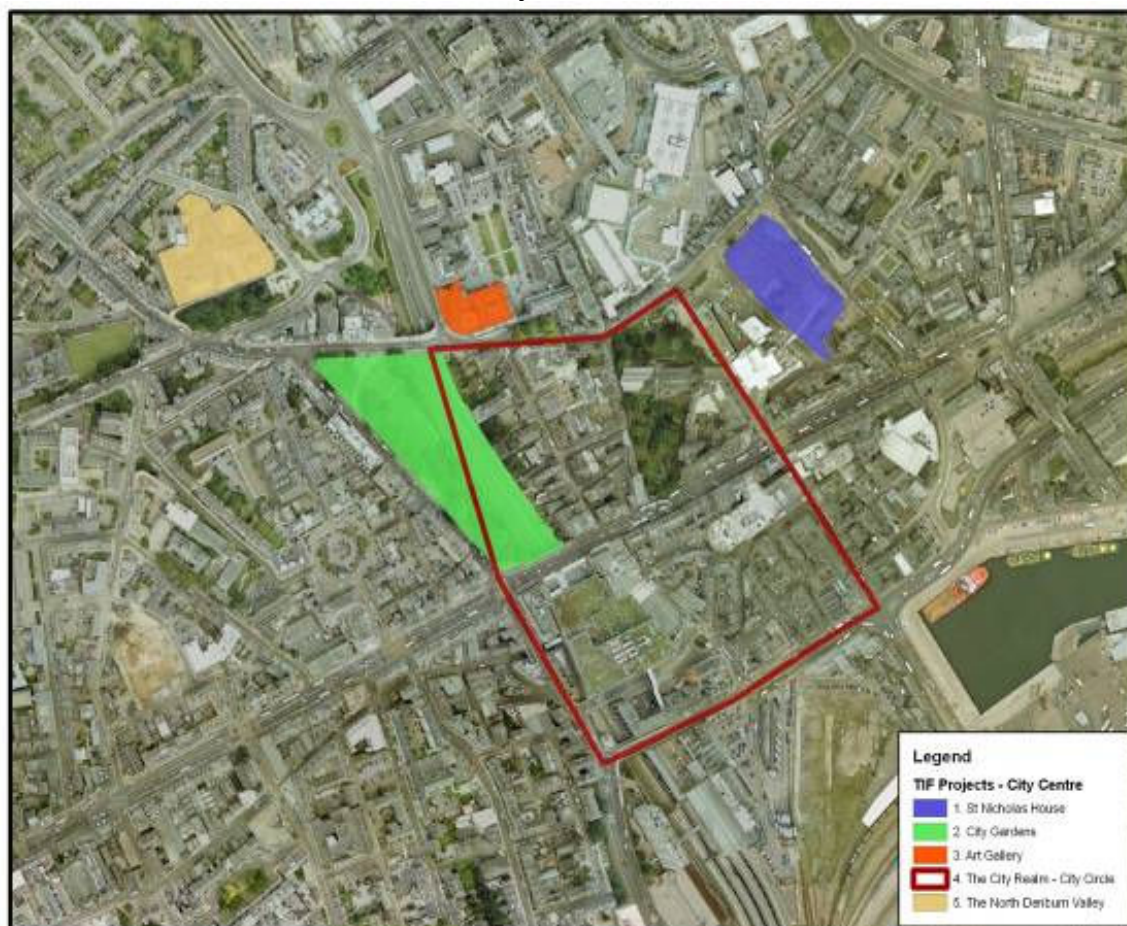 Legend
TIF Projects - City Centre
1. St Nicholas House
2. City Gardens
3. Art Gallery
4. The City Realm - City Circle
5. The North Denburn Valley